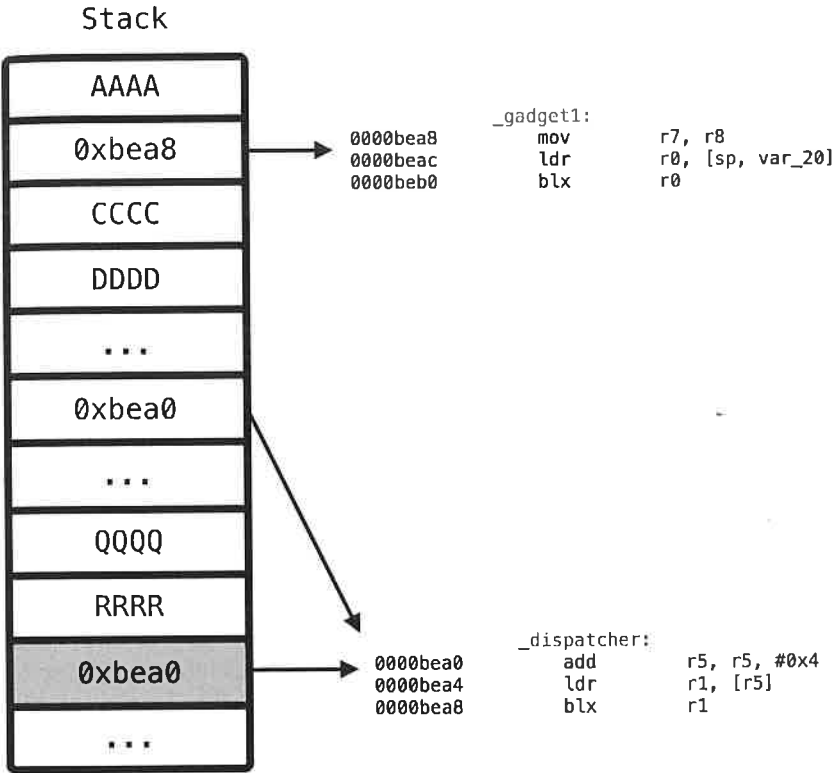 Stack
AAAA
0xbea8
CCCC
DDDD
...
0xbea0
...
QQQQ
RRRR
0xbea0
...
_gadget1:
0000bea8 mov r7, r8
0000beac ldr r0, [sp, var_20]
0000beb0 blx r0
_dispatcher:
0000bea0 add r5, r5, #0x4
0000bea4 ldr r1, [r5]
0000bea8 blx r1